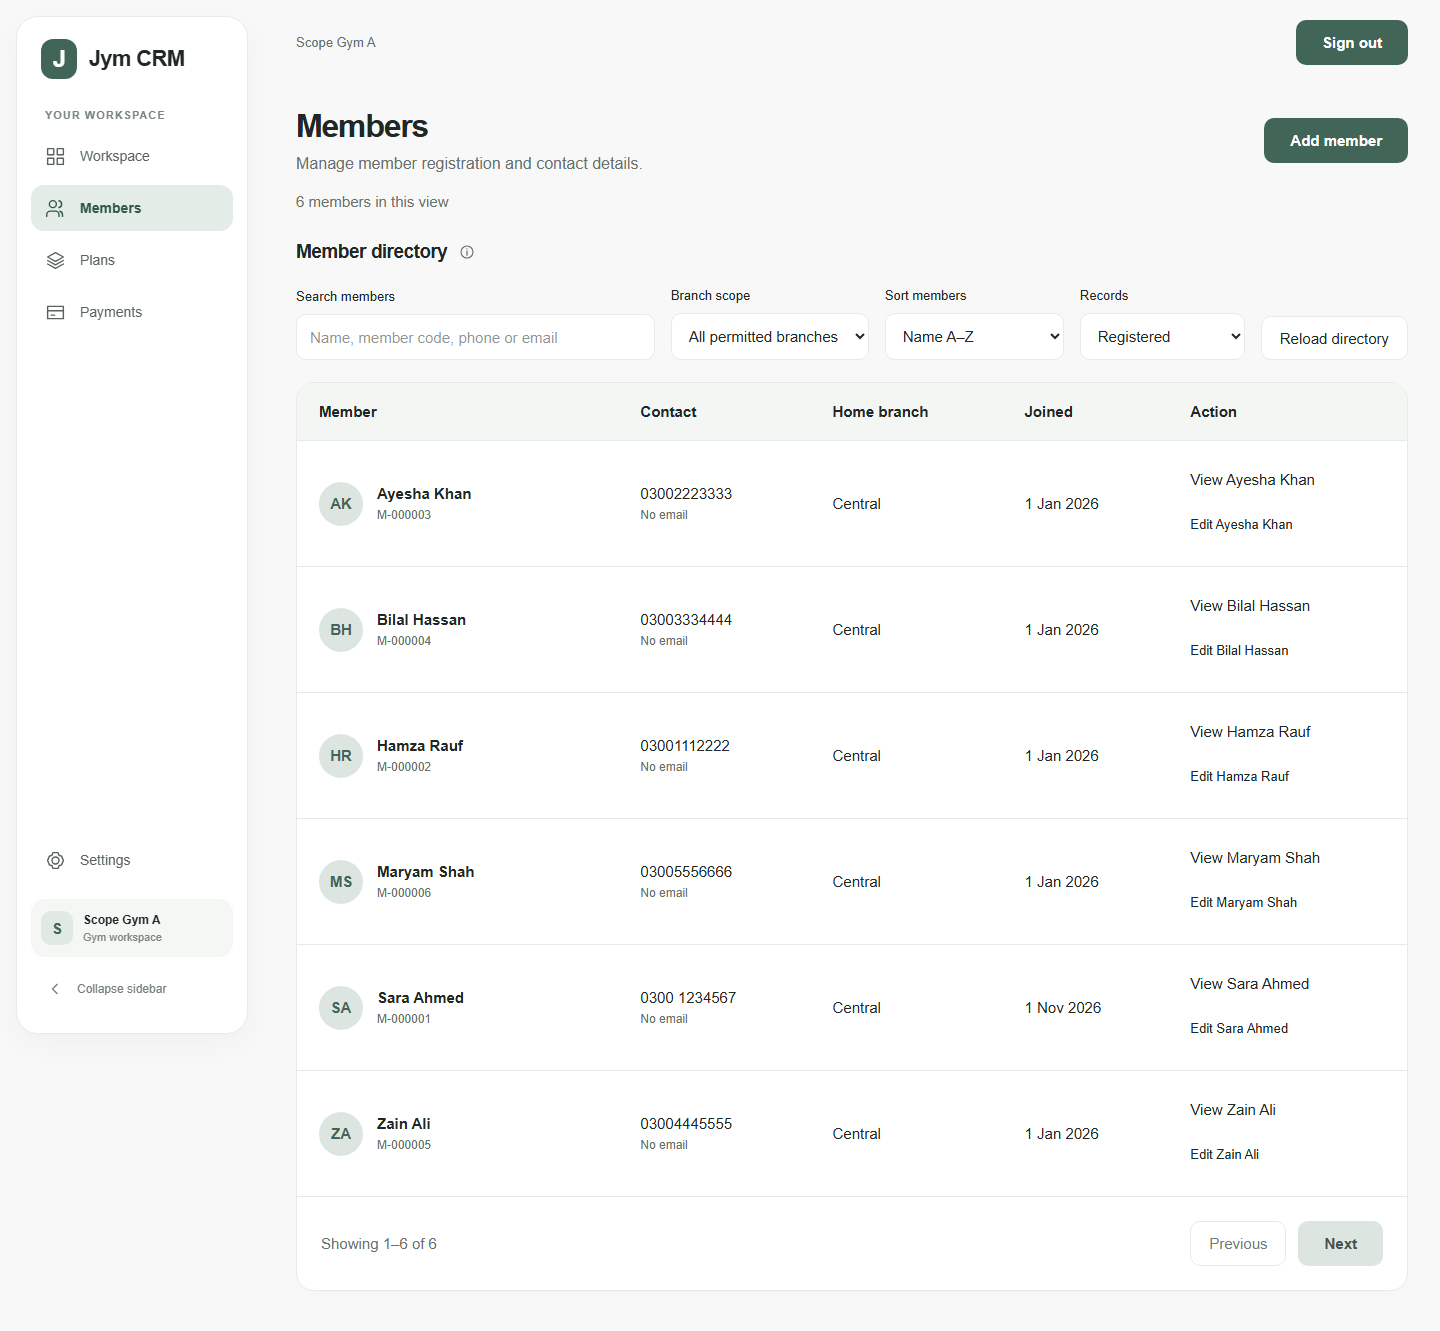 J Jym CRM
YOUR WORKSPACE
Workspace
Members
Plans
Payments
Settings
S
Scope Gym A
Gym workspace
Collapse sidebar
Scope Gym A
Sign out
Members
Manage member registration and contact details.
6 members in this view
Add member
Member directory
Search members
Name, member code, phone or email
Branch scope
All permitted branches
Sort members
Name A–Z
Records
Registered
Reload directory
Member Contact Home branch Joined Action
AK
Ayesha Khan
M-000003
03002223333
No email
Central
1 Jan 2026
View Ayesha Khan
Edit Ayesha Khan
BH
Bilal Hassan
M-000004
03003334444
No email
Central
1 Jan 2026
View Bilal Hassan
Edit Bilal Hassan
HR
Hamza Rauf
M-000002
03001112222
No email
Central
1 Jan 2026
View Hamza Rauf
Edit Hamza Rauf
MS
Maryam Shah
M-000006
03005556666
No email
Central
1 Jan 2026
View Maryam Shah
Edit Maryam Shah
SA
Sara Ahmed
M-000001
0300 1234567
No email
Central
1 Nov 2026
View Sara Ahmed
Edit Sara Ahmed
ZA
Zain Ali
M-000005
03004445555
No email
Central
1 Jan 2026
View Zain Ali
Edit Zain Ali
Showing 1–6 of 6
Previous
Next